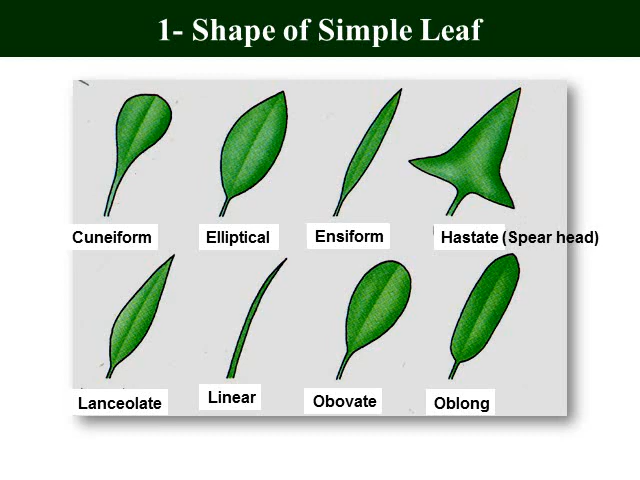 1- Shape of Simple Leaf
Cuneiform
Elliptical
Ensiform
Hastate (Spear head)
Lanceolate
Linear
Obovate
Oblong